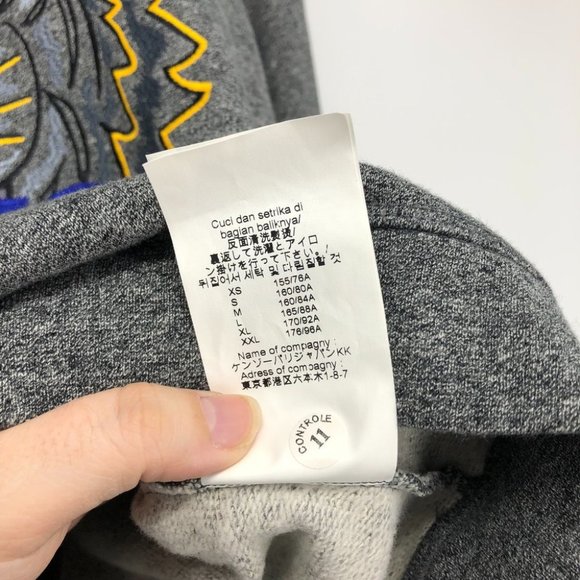 Cuci dan setrika di
bagian baliknya/
反面清洗熨烫/
裏返して洗濯とアイロ
ン掛けを行って下さい。/
뒤집어서 세탁 및 다림질할 것
XS 155/76A
S 160/80A
M 160/84A
L 165/88A
XL 170/92A
XXL 176/96A
Name of compagny :
ケンゾーパリジャパンKK
Adress of compagny :
東京都港区六本木1-8-7
CONTROLE
11